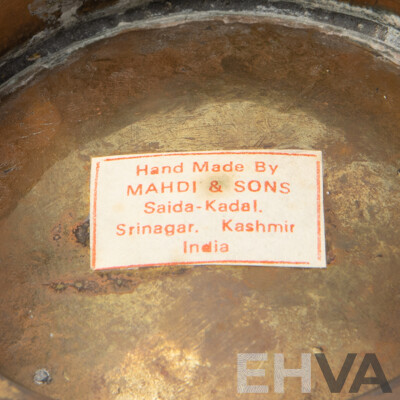 Hand Made By
MAHDI & SONS
Saida-Kadal.
Srinagar. Kashmir
India
EHVA